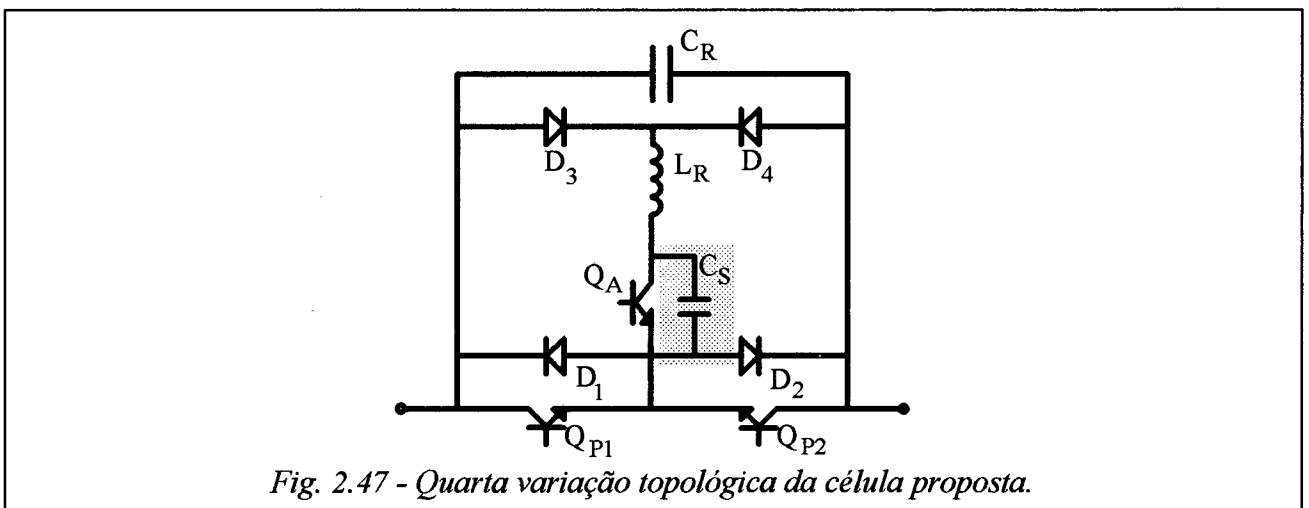 C_R
D_3
L_R
D_4
Q_A
C_S
D_1
D_2
Q_P1
Q_P2
Fig. 2.47 - Quarta variação topológica da célula proposta.